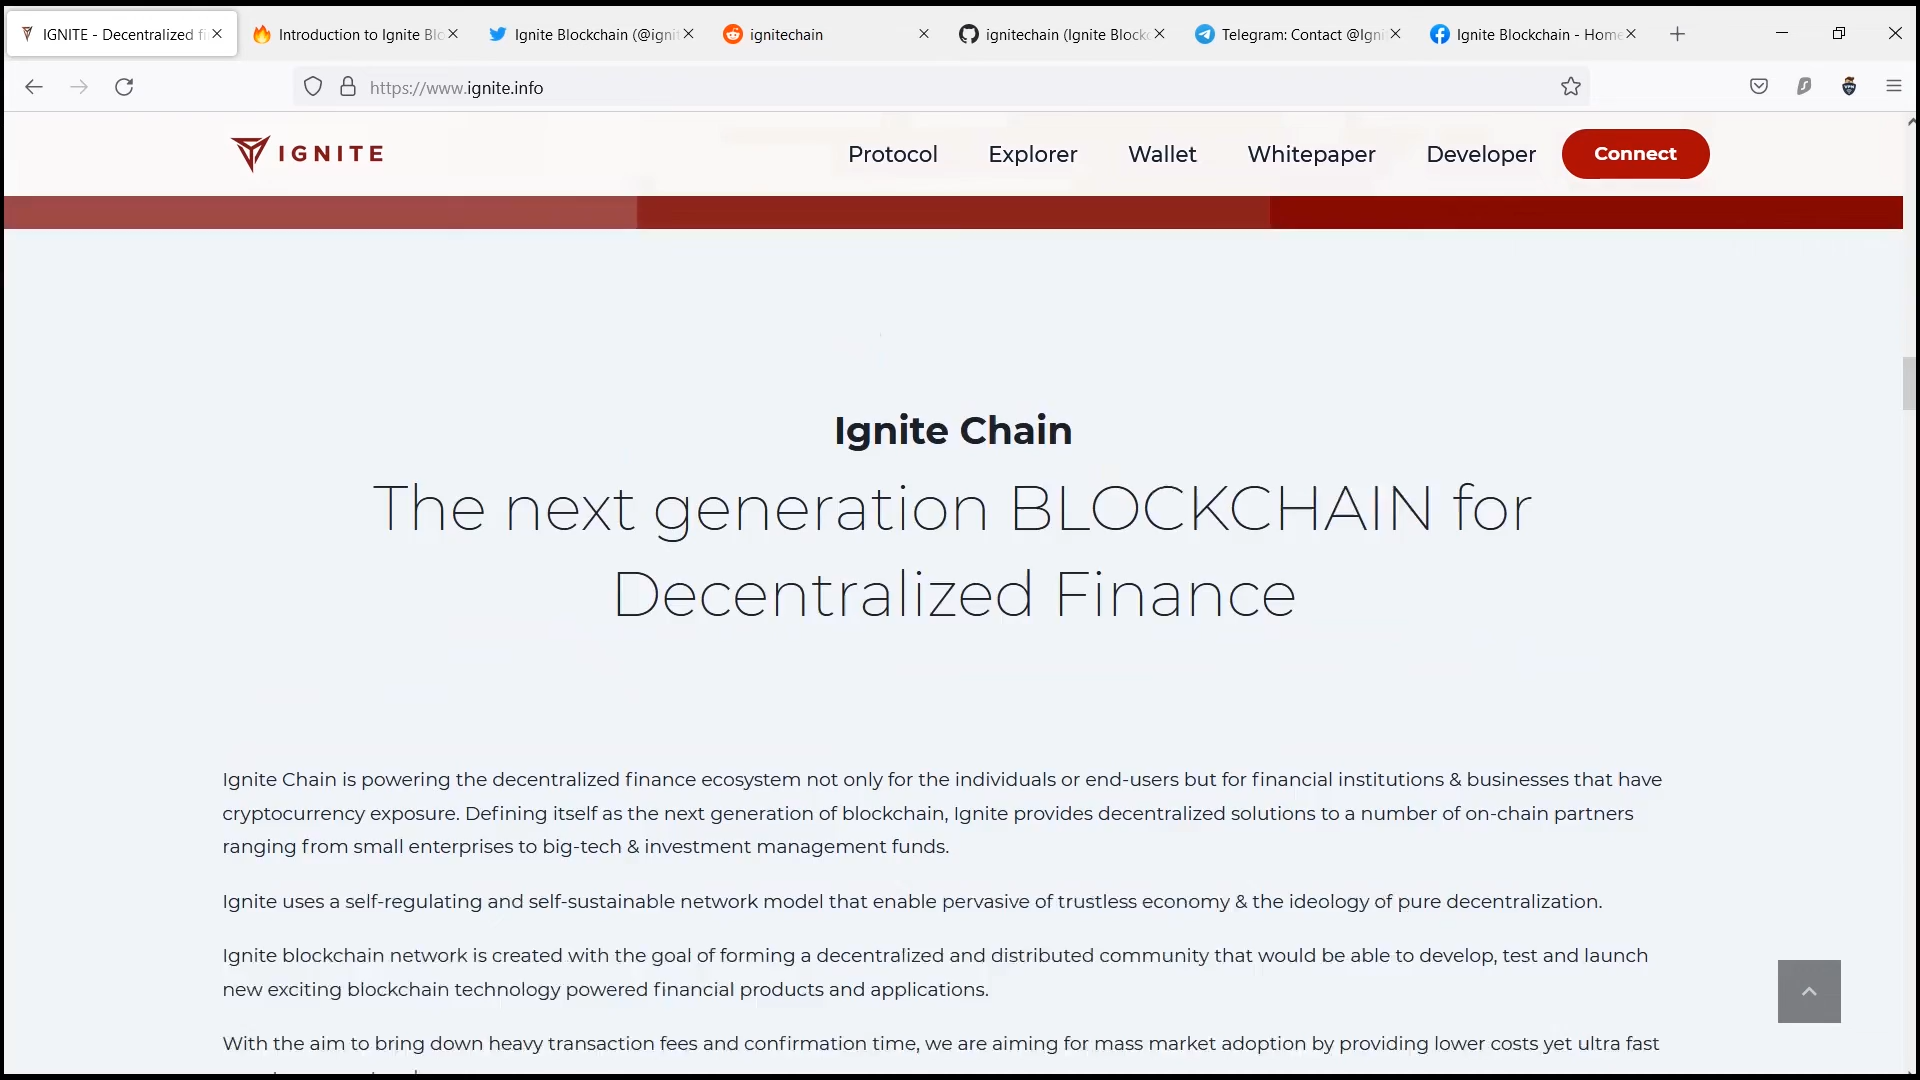 IGNITE - Decentralized fi
Introduction to Ignite Blo
Ignite Blockchain (@ignit
ignitechain
ignitechain (Ignite Blockc
Telegram: Contact @Igni
Ignite Blockchain - Home
https://www.ignite.info
IGNITE
Protocol
Explorer
Wallet
Whitepaper
Developer
Connect
Ignite Chain
The next generation BLOCKCHAIN for
Decentralized Finance
Ignite Chain is powering the decentralized finance ecosystem not only for the individuals or end-users but for financial institutions & businesses that have
cryptocurrency exposure. Defining itself as the next generation of blockchain, Ignite provides decentralized solutions to a number of on-chain partners
ranging from small enterprises to big-tech & investment management funds.
Ignite uses a self-regulating and self-sustainable network model that enable pervasive of trustless economy & the ideology of pure decentralization.
Ignite blockchain network is created with the goal of forming a decentralized and distributed community that would be able to develop, test and launch
new exciting blockchain technology powered financial products and applications.
With the aim to bring down heavy transaction fees and confirmation time, we are aiming for mass market adoption by providing lower costs yet ultra fast